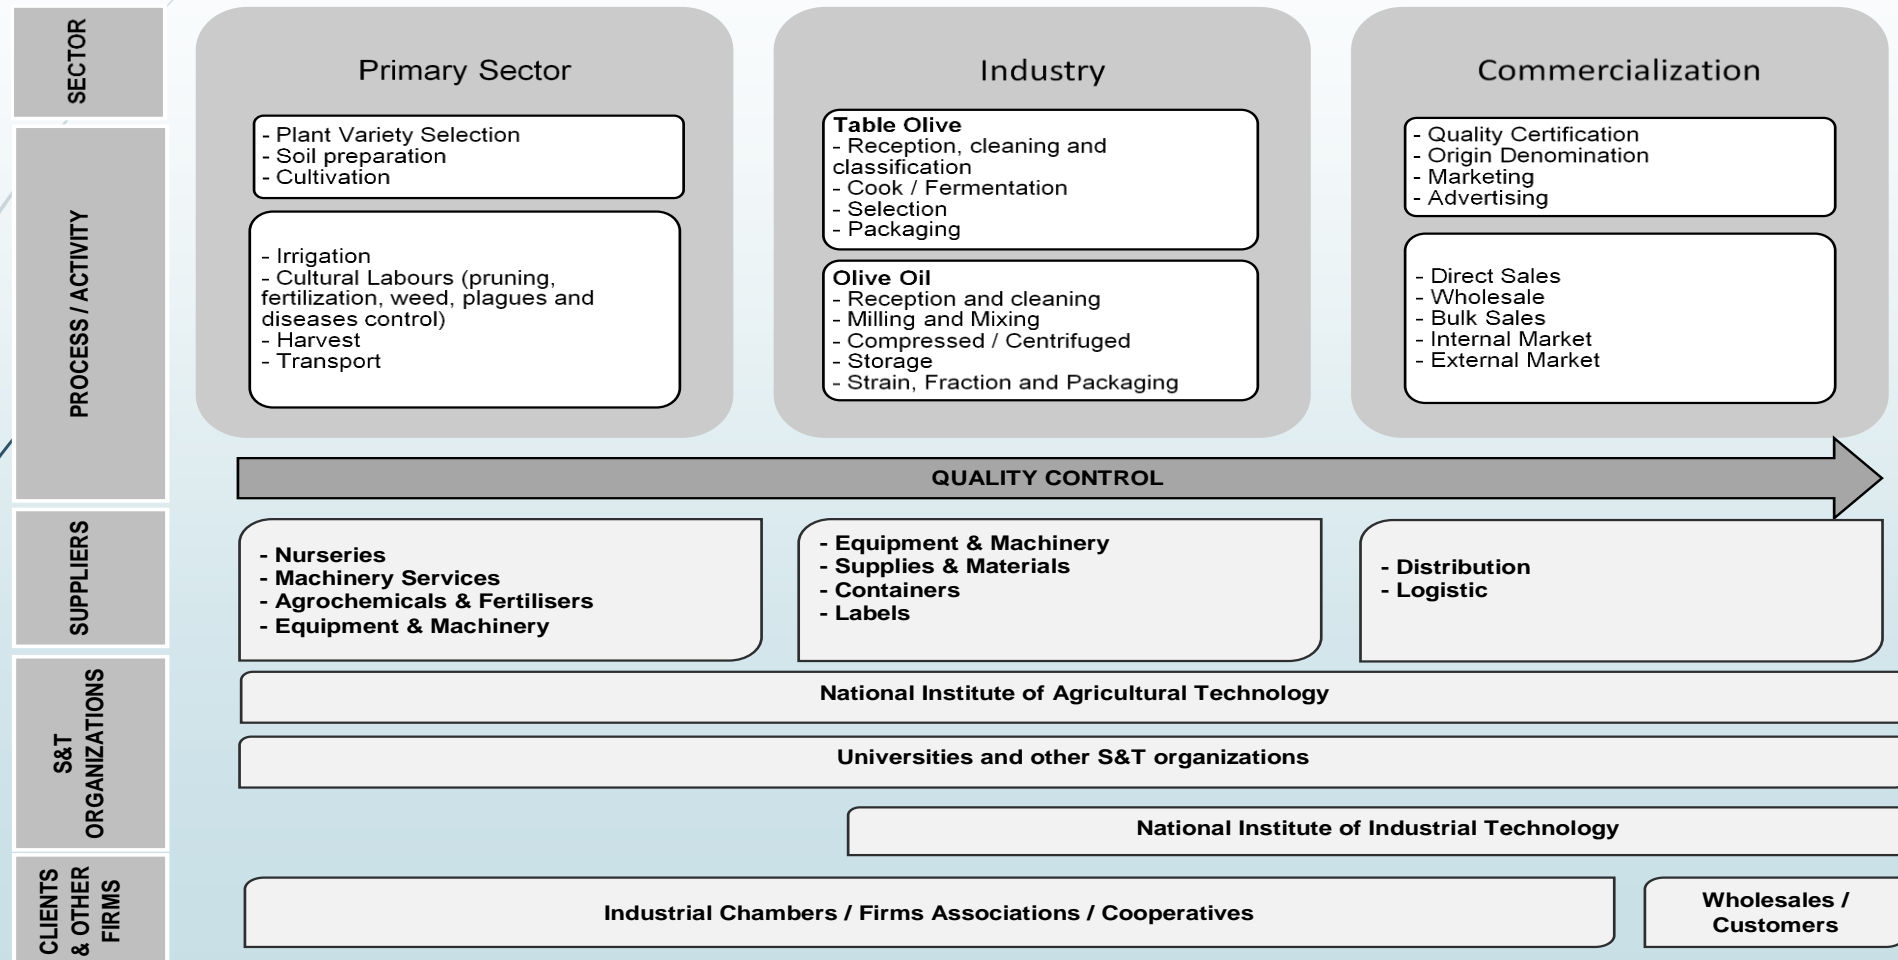 SECTOR
Primary Sector
Industry
Commercialization
PROCESS / ACTIVITY
- Plant Variety Selection
- Soil preparation
- Cultivation
- Irrigation
- Cultural Labours (pruning,
fertilization, weed, plagues and
diseases control)
- Harvest
- Transport
Table Olive
- Reception, cleaning and
classification
- Cook / Fermentation
- Selection
- Packaging
Olive Oil
- Reception and cleaning
- Milling and Mixing
- Compressed / Centrifuged
- Storage
- Strain, Fraction and Packaging
- Quality Certification
- Origin Denomination
- Marketing
- Advertising
- Direct Sales
- Wholesale
- Bulk Sales
- Internal Market
- External Market
QUALITY CONTROL
SUPPLIERS
- Nurseries
- Machinery Services
- Agrochemicals & Fertilisers
- Equipment & Machinery
- Equipment & Machinery
- Supplies & Materials
- Containers
- Labels
- Distribution
- Logistic
S&T
ORGANIZATIONS
National Institute of Agricultural Technology
Universities and other S&T organizations
National Institute of Industrial Technology
CLIENTS
& OTHER
FIRMS
Industrial Chambers / Firms Associations / Cooperatives
Wholesales /
Customers